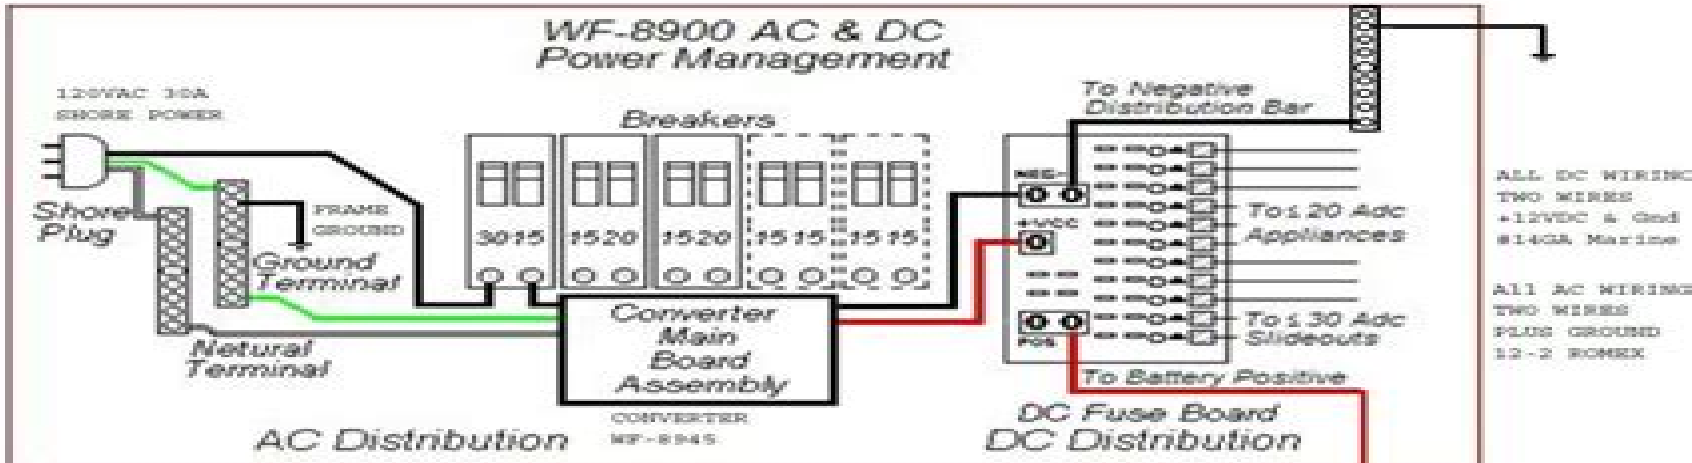 WF-8900 AC & DC
Power Management
120VAC 30A
SHORE POWER
Breakers
To Negative
Distribution Bar
Shore
Plug
FRAME
GROUND
Ground
Terminal
30 15
15 20
15 20
15 15
15 15
NEG-
+VCC
POS
To ≤ 20 Adc
Appliances
To ≤ 30 Adc
Slideouts
ALL DC WIRING
TWO WIRES
+12VDC & Gnd
#14GA Marine
All AC WIRING
TWO WIRES
PLUS GROUND
12-2 ROMEX
Netural
Terminal
Converter
Main
Board
Assembly
To Battery Positive
CONVERTER
WF-8945
AC Distribution
DC Fuse Board
DC Distribution